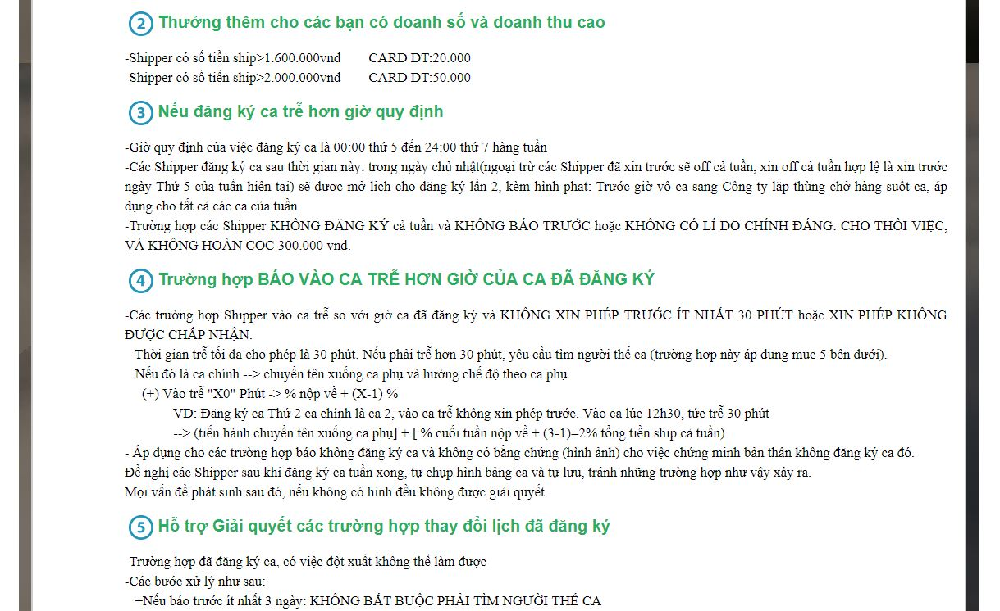 2 Thưởng thêm cho các bạn có doanh số và doanh thu cao
-Shipper có số tiền ship>1.600.000vnd CARD DT:20.000
-Shipper có số tiền ship>2.000.000vnd CARD DT:50.000
3 Nếu đăng ký ca trễ hơn giờ quy định
-Giờ quy định của việc đăng ký ca là 00:00 thứ 5 đến 24:00 thứ 7 hàng tuần
-Các Shipper đăng ký ca sau thời gian này: trong ngày chủ nhật(ngoại trừ các Shipper đã xin trước sẽ off cả tuần, xin off cả tuần hợp lệ là xin trước
ngày Thứ 5 của tuần hiện tại) sẽ được mở lịch cho đăng ký lần 2, kèm hình phạt: Trước giờ vô ca sang Công ty lắp thùng chở hàng suốt ca, áp
dụng cho tất cả các ca của tuần.
-Trường hợp các Shipper KHÔNG ĐĂNG KÝ cả tuần và KHÔNG BÁO TRƯỚC hoặc KHÔNG CÓ LÍ DO CHÍNH ĐÁNG: CHO THÔI VIỆC,
VÀ KHÔNG HOÀN CỌC 300.000 vnđ.
4 Trường hợp BÁO VÀO CA TRỄ HƠN GIỜ CỦA CA ĐÃ ĐĂNG KÝ
-Các trường hợp Shipper vào ca trễ so với giờ ca đã đăng ký và KHÔNG XIN PHÉP TRƯỚC ÍT NHẤT 30 PHÚT hoặc XIN PHÉP KHÔNG
ĐƯỢC CHẤP NHẬN.
Thời gian trễ tối đa cho phép là 30 phút. Nếu phải trễ hơn 30 phút, yêu cầu tìm người thế ca (trường hợp này áp dụng mục 5 bên dưới).
Nếu đó là ca chính --> chuyển tên xuống ca phụ và hưởng chế độ theo ca phụ
(+) Vào trễ "X0" Phút -> % nộp về + (X-1) %
VD: Đăng ký ca Thứ 2 ca chính là ca 2, vào ca trễ không xin phép trước. Vào ca lúc 12h30, tức trễ 30 phút
--> (tiến hành chuyển tên xuống ca phụ] + [ % cuối tuần nộp về + (3-1)=2% tổng tiền ship cả tuần)
- Áp dụng cho các trường hợp báo không đăng ký ca và không có bằng chứng (hình ảnh) cho việc chứng minh bản thân không đăng ký ca đó.
Đề nghị các Shipper sau khi đăng ký ca tuần xong, tự chụp hình bảng ca và tự lưu, tránh những trường hợp như vậy xảy ra.
Mọi vấn đề phát sinh sau đó, nếu không có hình đều không được giải quyết.
5 Hỗ trợ Giải quyết các trường hợp thay đổi lịch đã đăng ký
-Trường hợp đã đăng ký ca, có việc đột xuất không thể làm được
-Các bước xử lý như sau:
+Nếu báo trước ít nhất 3 ngày: KHÔNG BẮT BUỘC PHẢI TÌM NGƯỜI THẾ CA